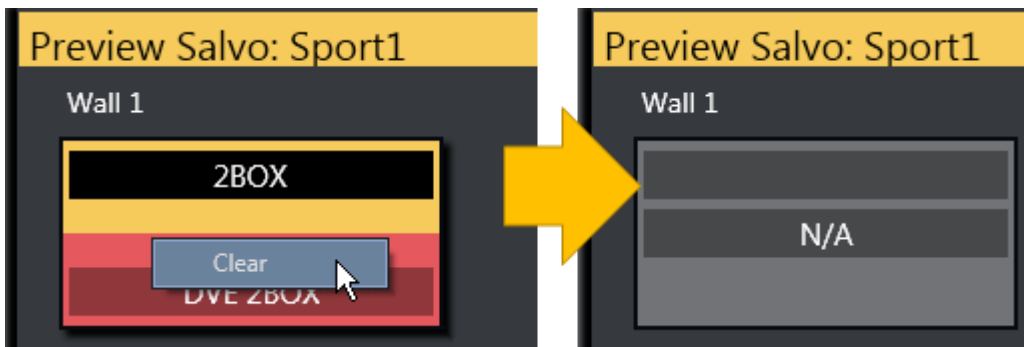 Preview Salvo: Sport1
Wall 1
2BOX
Clear
DVE 2BOX
Preview Salvo: Sport1
Wall 1
N/A